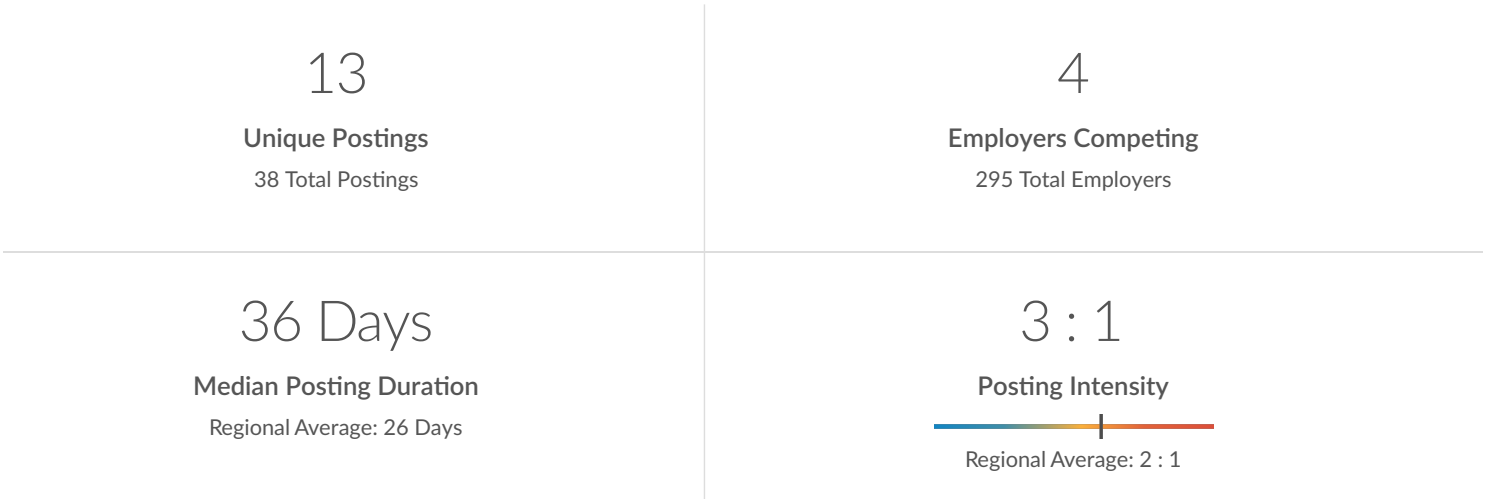 13
Unique Postings
38 Total Postings
4
Employers Competing
295 Total Employers
36 Days
Median Posting Duration
Regional Average: 26 Days
3 : 1
Posting Intensity
Regional Average: 2 : 1